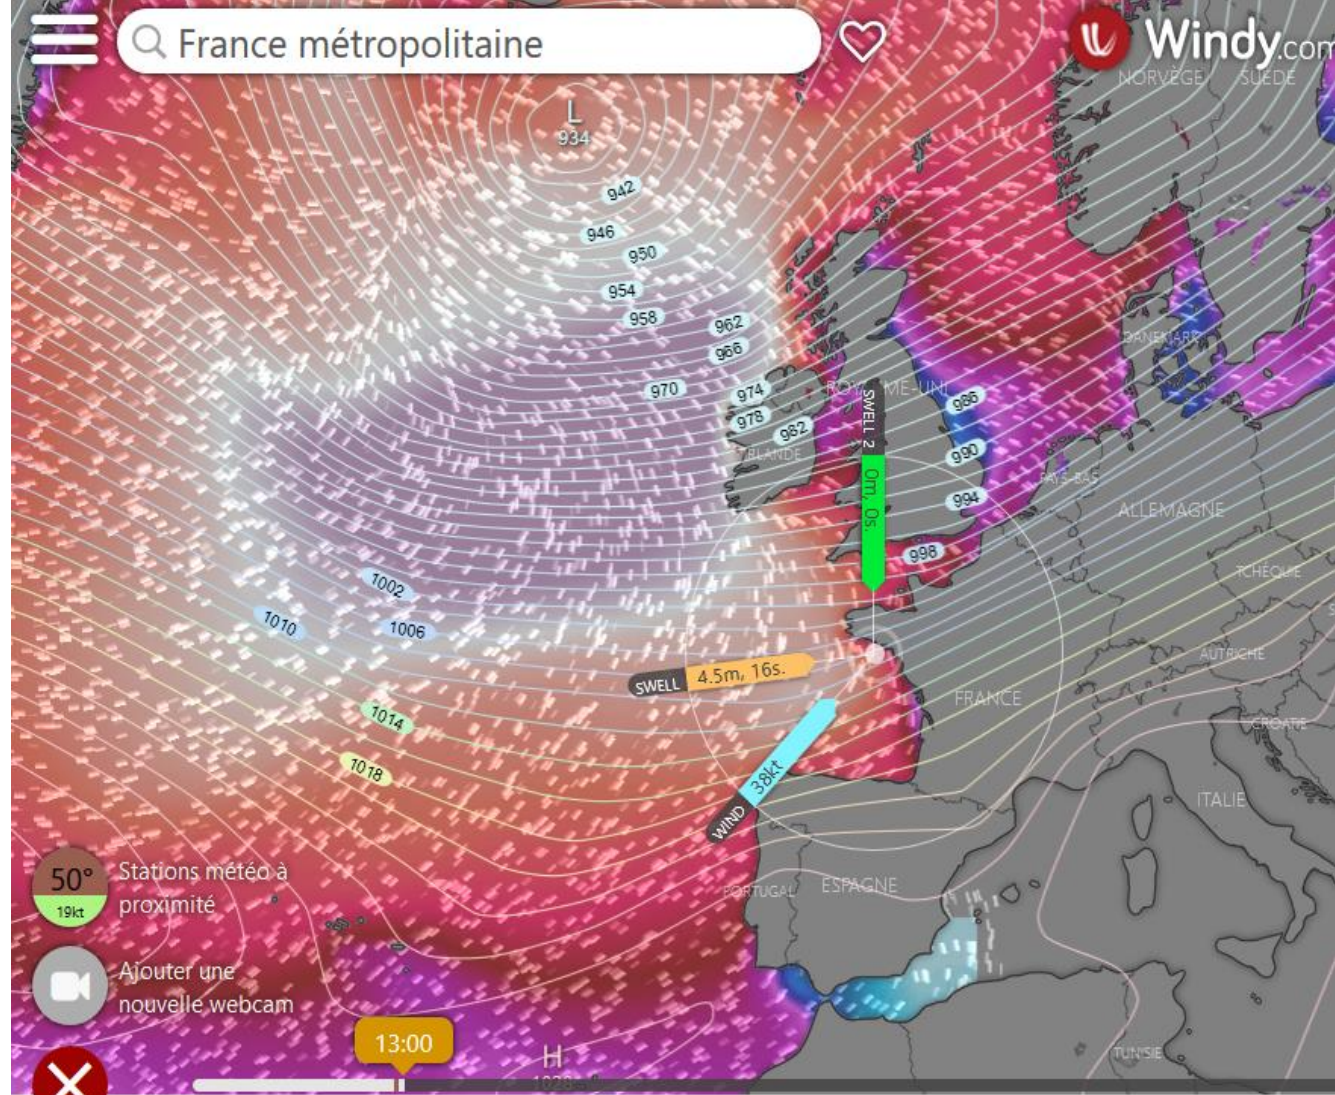 France métropolitaine
Windy.com
NORVÈGE
SUÈDE
L
934
942
946
950
954
958
962
966
970
974
978
982
986
990
994
998
1002
1006
1010
1014
1018
ROYAUME-UNI
IRLANDE
DANEMARK
PAYS-BAS
ALLEMAGNE
TCHÉQUIE
AUTRICHE
CROATIE
FRANCE
ITALIE
ESPAGNE
PORTUGAL
TUNISIE
SWELL 2
0m, 0s.
SWELL
4.5m, 16s.
WIND
38kt
50°
19kt
Stations météo à
proximité
Ajouter une
nouvelle webcam
13:00
H